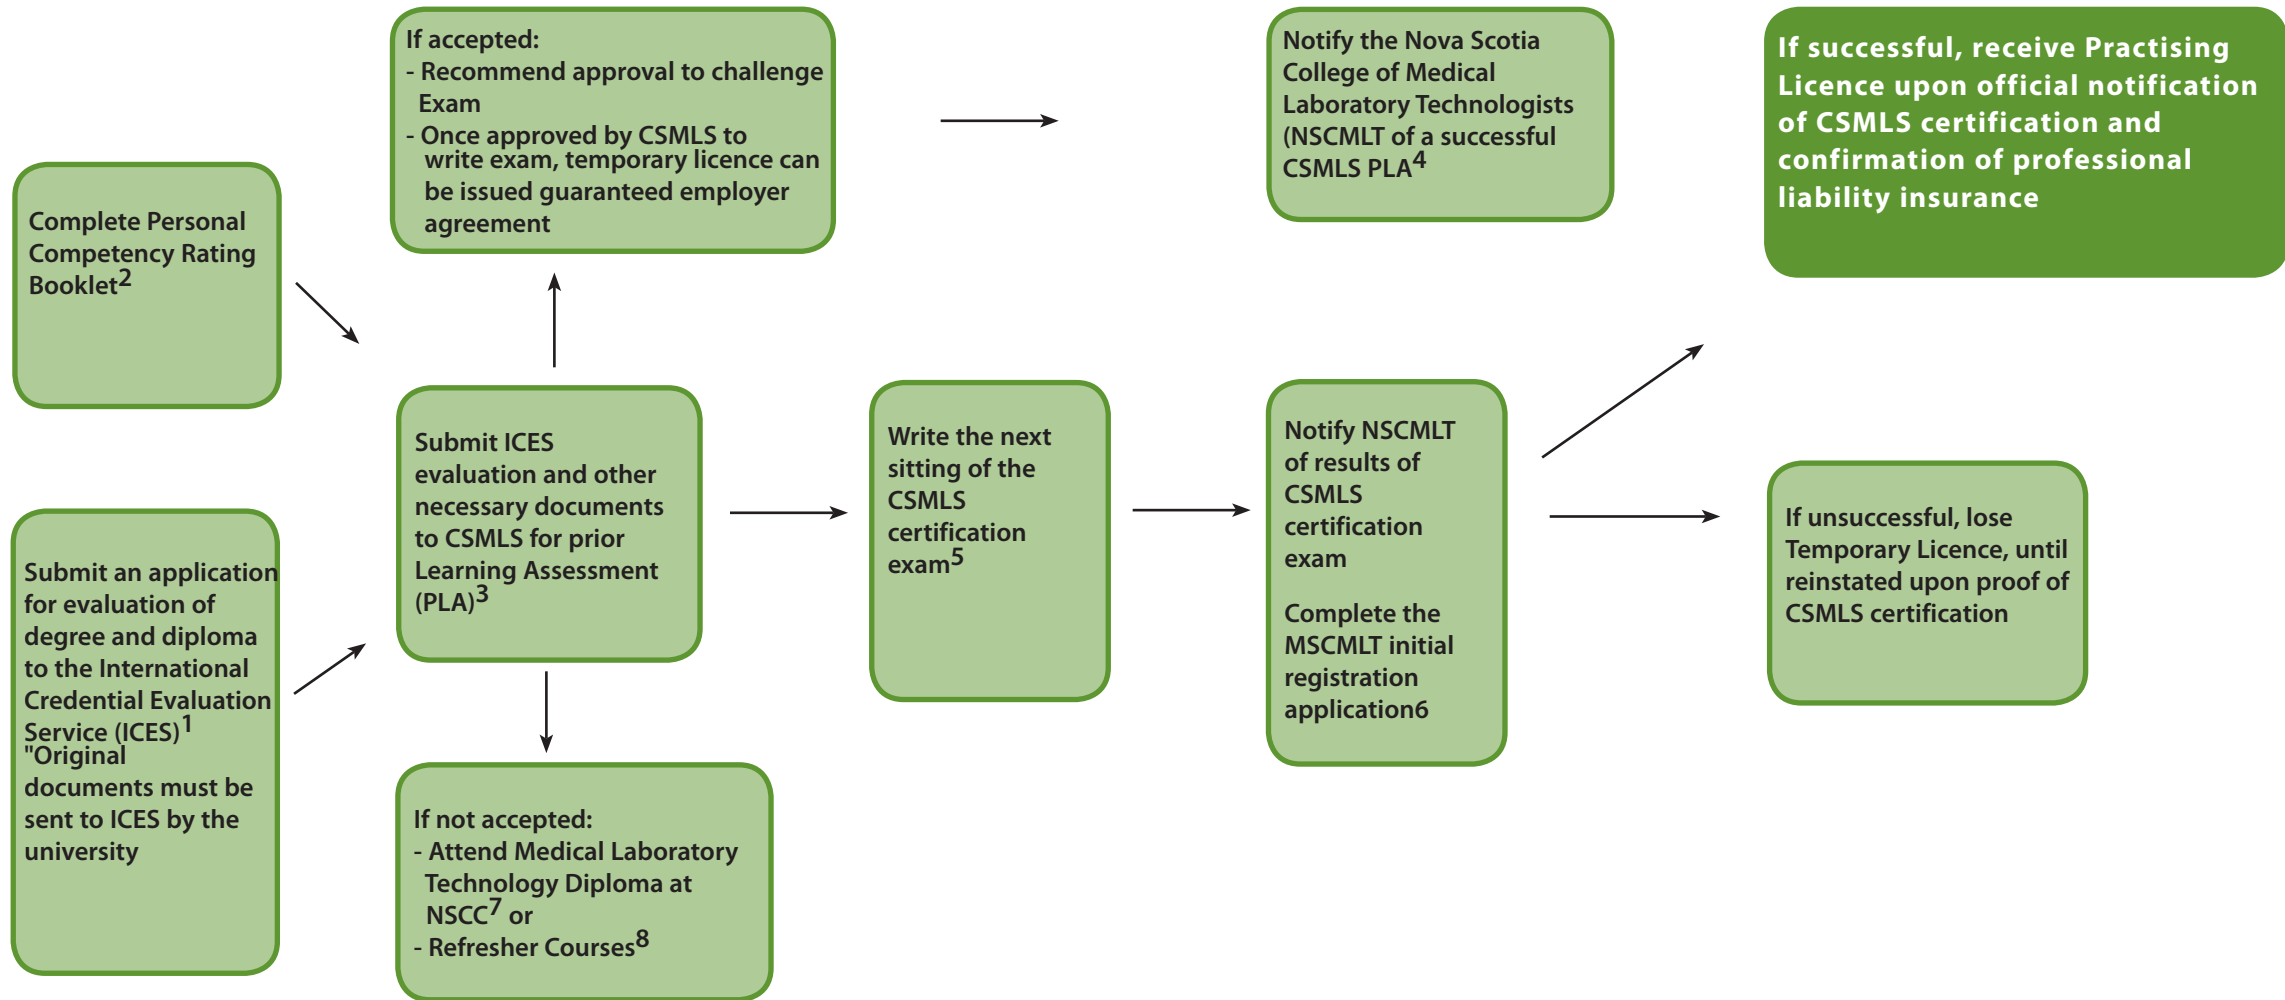 Complete Personal
Competency Rating
Booklet2
Submit an application
for evaluation of
degree and diploma
to the International
Credential Evaluation
Service (ICES)1
"Original
documents must be
sent to ICES by the
university
If accepted:
- Recommend approval to challenge
Exam
- Once approved by CSMLS to
write exam, temporary licence can
be issued guaranteed employer
agreement
Submit ICES
evaluation and other
necessary documents
to CSMLS for prior
Learning Assessment
(PLA)3
If not accepted:
- Attend Medical Laboratory
Technology Diploma at
NSCC7 or
- Refresher Courses8
Write the next
sitting of the
CSMLS
certification
exam5
Notify the Nova Scotia
College of Medical
Laboratory Technologists
(NSCMLT of a successful
CSMLS PLA4
Notify NSCMLT
of results of
CSMLS
certification
exam
Complete the
MSCMLT initial
registration
application6
If successful, receive Practising
Licence upon official notification
of CSMLS certification and
confirmation of professional
liability insurance
If unsuccessful, lose
Temporary Licence, until
reinstated upon proof of
CSMLS certification